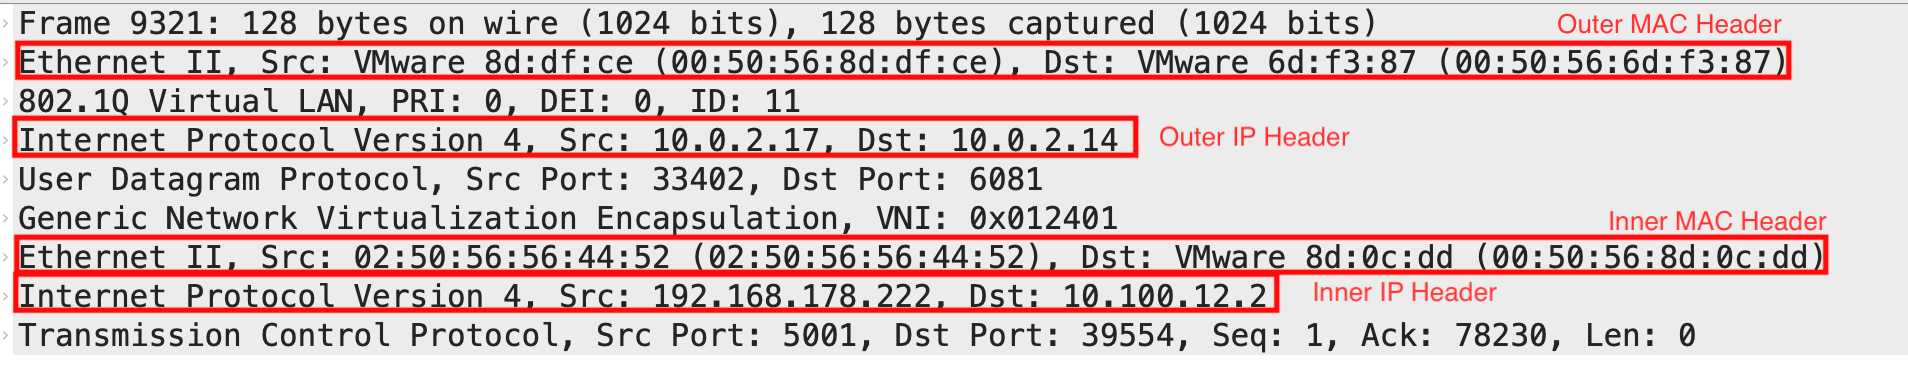 Frame 9321: 128 bytes on wire (1024 bits), 128 bytes captured (1024 bits)
Outer MAC Header
Ethernet II, Src: VMware 8d:df:ce (00:50:56:8d:df:ce), Dst: VMware 6d:f3:87 (00:50:56:6d:f3:87)
802.1Q Virtual LAN, PRI: 0, DEI: 0, ID: 11
Internet Protocol Version 4, Src: 10.0.2.17, Dst: 10.0.2.14
Outer IP Header
User Datagram Protocol, Src Port: 33402, Dst Port: 6081
Generic Network Virtualization Encapsulation, VNI: 0x012401
Inner MAC Header
Ethernet II, Src: 02:50:56:56:44:52 (02:50:56:56:44:52), Dst: VMware 8d:0c:dd (00:50:56:8d:0c:dd)
Internet Protocol Version 4, Src: 192.168.178.222, Dst: 10.100.12.2
Inner IP Header
Transmission Control Protocol, Src Port: 5001, Dst Port: 39554, Seq: 1, Ack: 78230, Len: 0